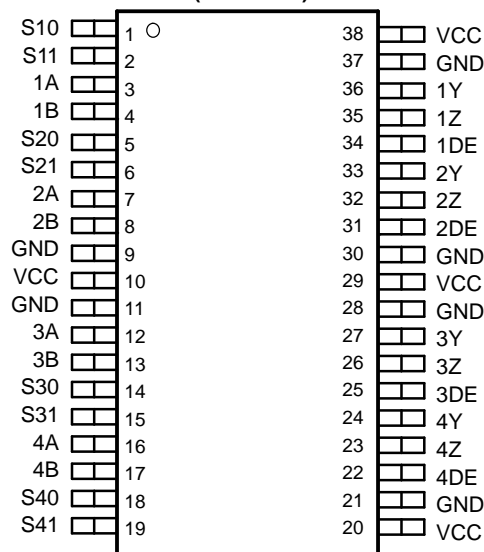 S10 1 38 VCC
S11 2 37 GND
1A 3 36 1Y
1B 4 35 1Z
S20 5 34 1DE
S21 6 33 2Y
2A 7 32 2Z
2B 8 31 2DE
GND 9 30 GND
VCC 10 29 VCC
GND 11 28 GND
3A 12 27 3Y
3B 13 26 3Z
S30 14 25 3DE
S31 15 24 4Y
4A 16 23 4Z
4B 17 22 4DE
S40 18 21 GND
S41 19 20 VCC